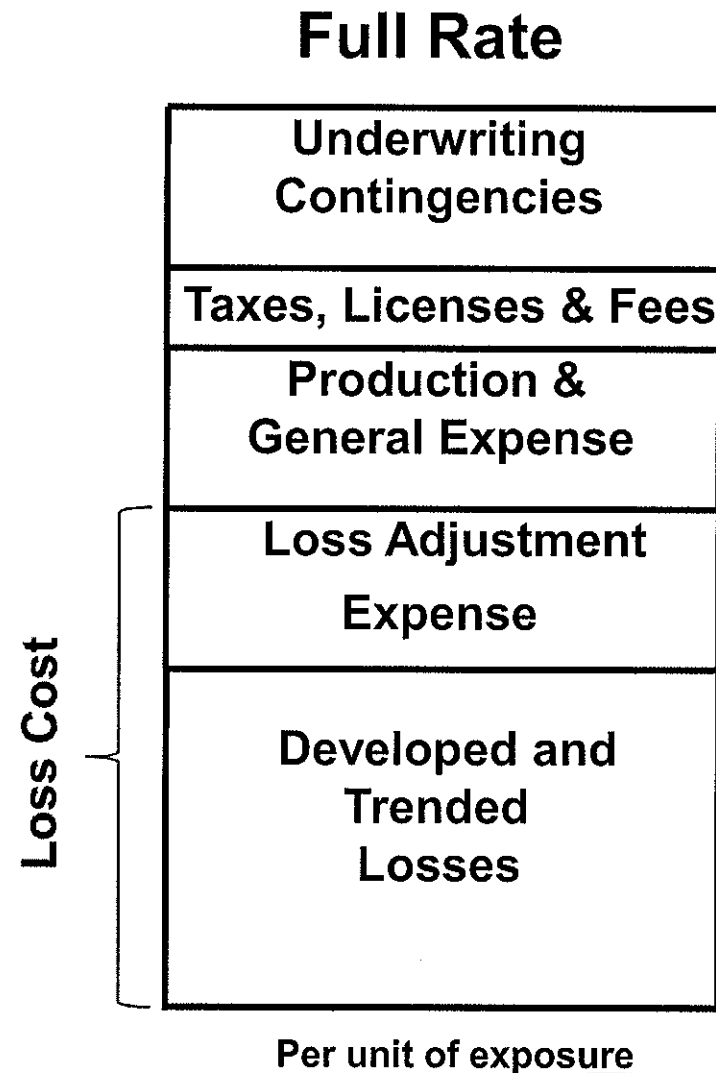 Full Rate
Underwriting
Contingencies
Taxes, Licenses & Fees
Production &
General Expense
Loss Adjustment
Expense
Loss Cost
Developed and
Trended
Losses
Per unit of exposure